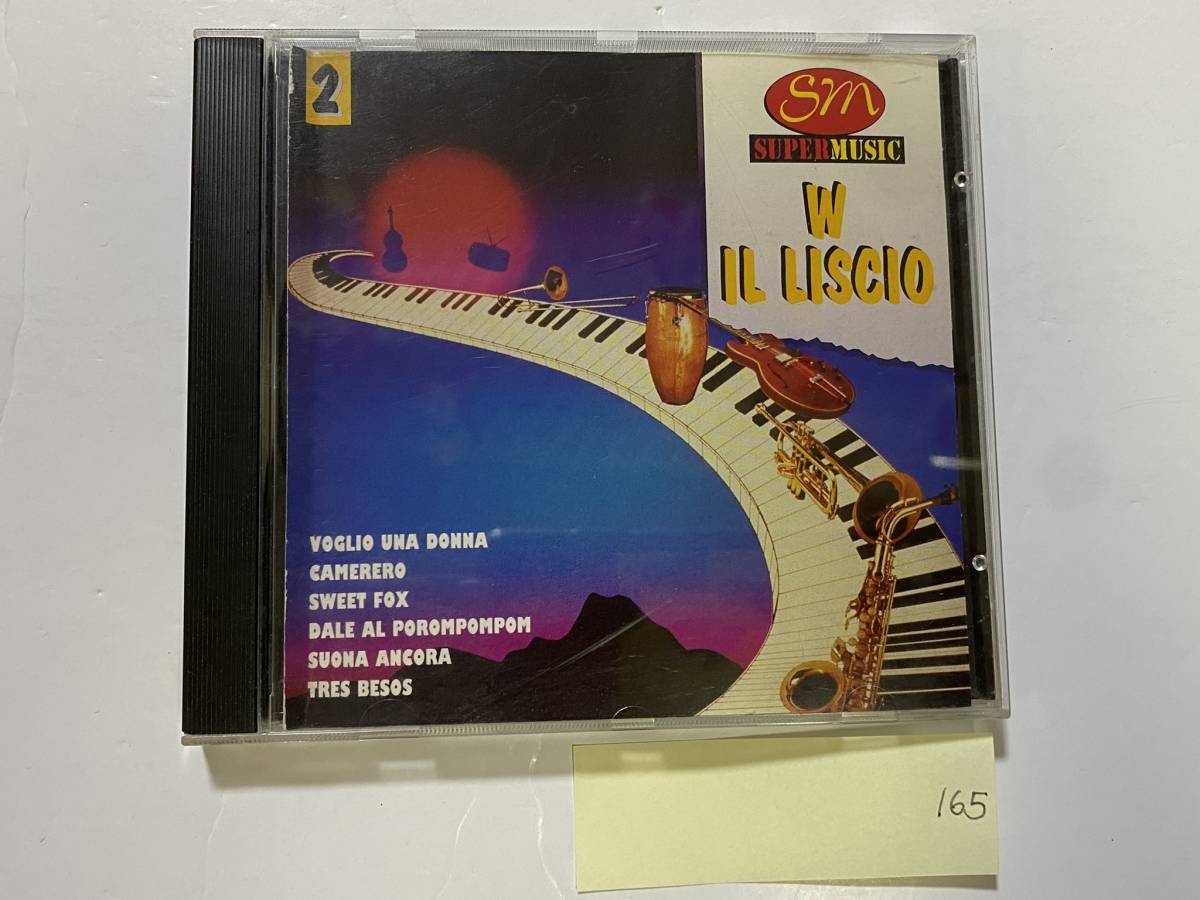 2
SM
SUPERMUSIC
W
IL LISCIO
VOGLIO UNA DONNA
CAMERERO
SWEET FOX
DALE AL POROMPOMPOM
SUONA ANCORA
TRES BESOS
165